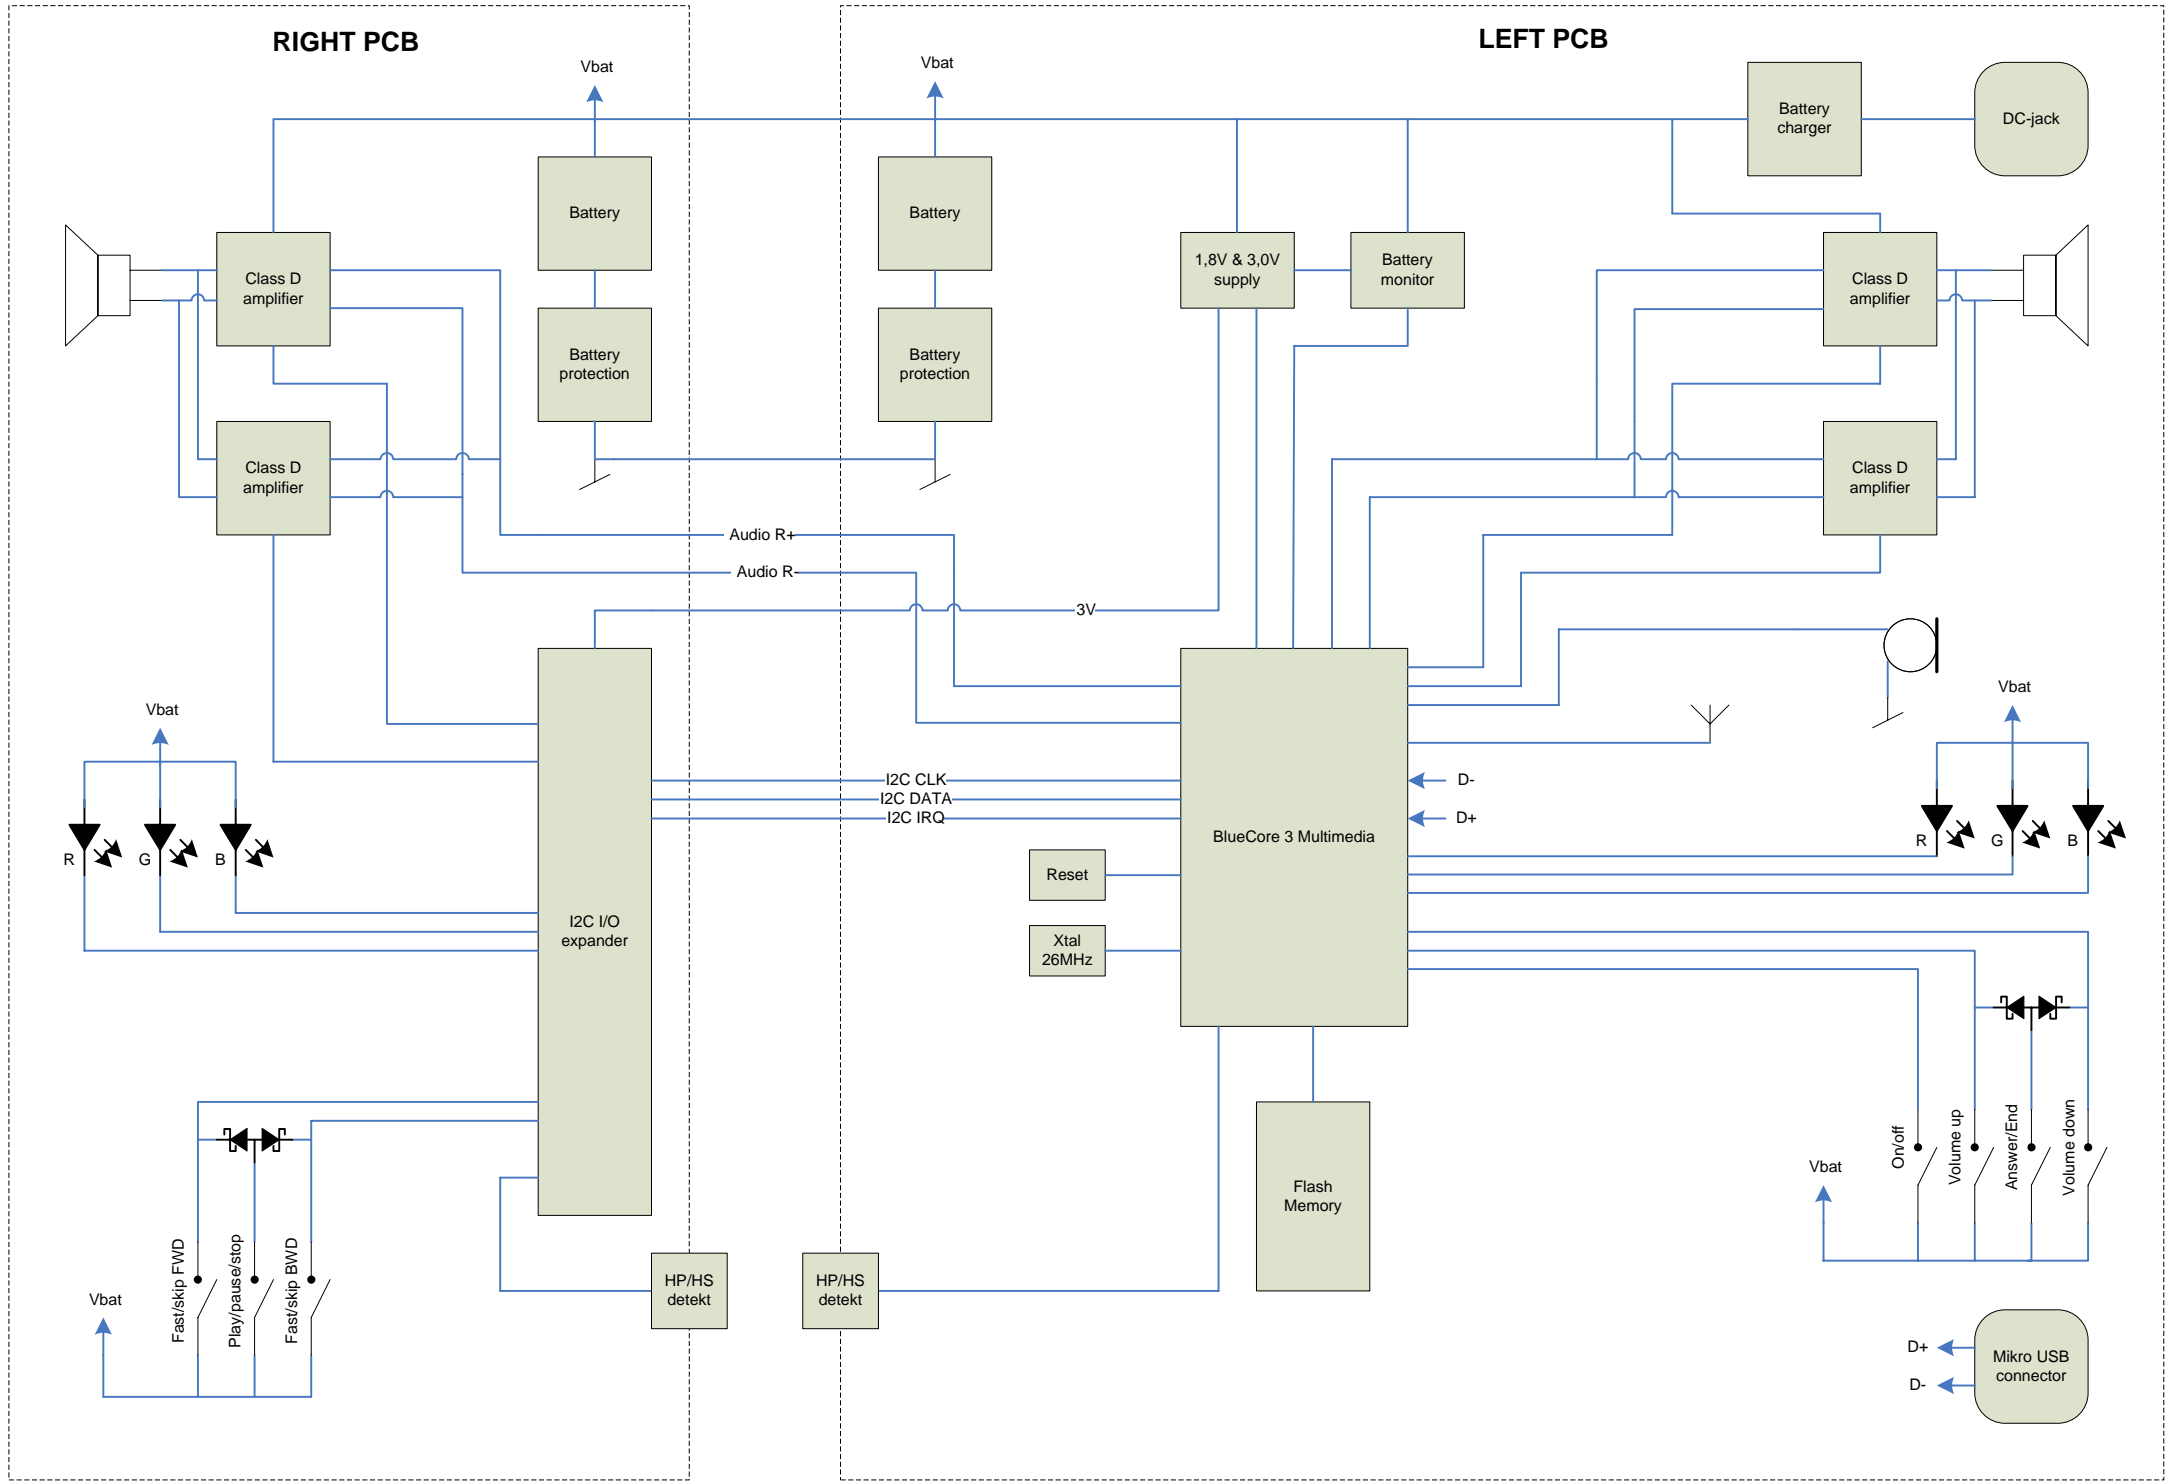 RIGHT PCB
LEFT PCB
Vbat
Vbat
Battery
charger
DC-jack
Battery
Battery
Class D
amplifier
1,8V & 3,0V
supply
Battery
monitor
Class D
amplifier
Battery
protection
Battery
protection
Class D
amplifier
Class D
amplifier
Audio R+
Audio R-
3V
Vbat
Vbat
I2C CLK
I2C DATA
I2C IRQ
D-
D+
BlueCore 3 Multimedia
R
G
B
R
G
B
Reset
I2C I/O
expander
Xtal
26MHz
On/off
Volume up
Answer/End
Volume down
Vbat
Flash
Memory
Fast/skip FWD
Play/pause/stop
Fast/skip BWD
Vbat
HP/HS
detekt
HP/HS
detekt
D+
D-
Mikro USB
connector